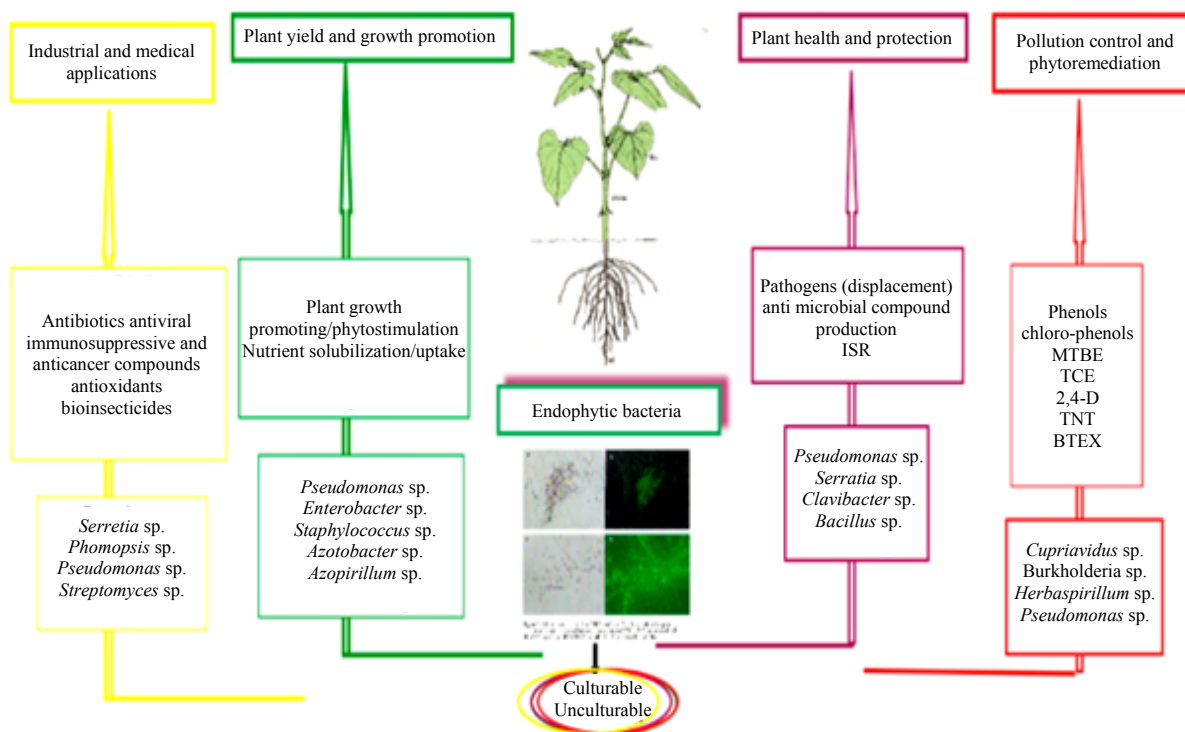 Industrial and medical
applications
Plant yield and growth promotion
Plant health and protection
Pollution control and
phytoremediation
Antibiotics antiviral
immunosuppressive and
anticancer compounds
antioxidants
bioinsecticides
Plant growth
promoting/phytostimulation
Nutrient solubilization/uptake
Pathogens (displacement)
anti microbial compound
production
ISR
Phenols
chloro-phenols
MTBE
TCE
2,4-D
TNT
BTEX
Endophytic bacteria
Serretia sp.
Phomopsis sp.
Pseudomonas sp.
Streptomyces sp.
Pseudomonas sp.
Enterobacter sp.
Staphylococcus sp.
Azotobacter sp.
Azopirillum sp.
Pseudomonas sp.
Serratia sp.
Clavibacter sp.
Bacillus sp.
Cupriavidus sp.
Burkholderia sp.
Herbaspirillum sp.
Pseudomonas sp.
Culturable
Unculturable